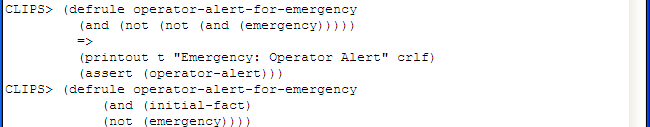 CLIPS> (defrule operator-alert-for-emergency
(and (not (not (and (emergency)))))
=>
(printout t "Emergency: Operator Alert" crlf)
(assert (operator-alert)))
CLIPS> (defrule operator-alert-for-emergency
(and (initial-fact)
(not (emergency))))